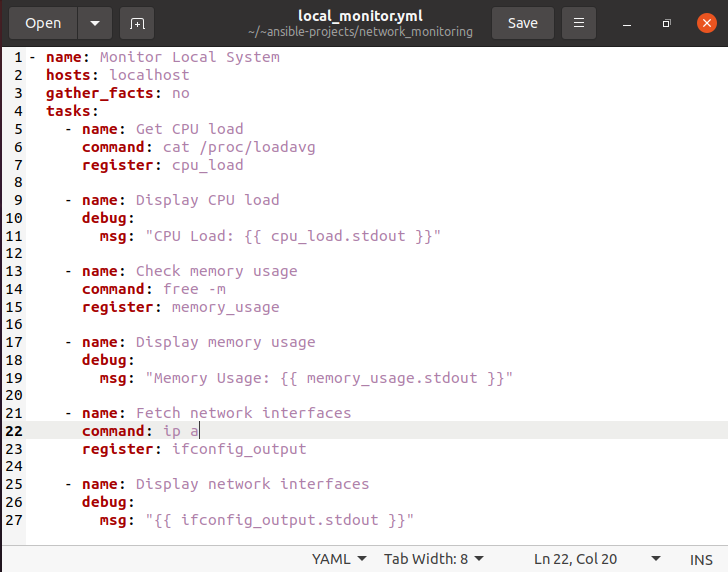 Open
local_monitor.yml
~/~ansible-projects/network_monitoring
Save
1 - name: Monitor Local System
2   hosts: localhost
3   gather_facts: no
4   tasks:
5     - name: Get CPU load
6       command: cat /proc/loadavg
7       register: cpu_load
8
9     - name: Display CPU load
10       debug:
11         msg: "CPU Load: {{ cpu_load.stdout }}"
12
13     - name: Check memory usage
14       command: free -m
15       register: memory_usage
16
17     - name: Display memory usage
18       debug:
19         msg: "Memory Usage: {{ memory_usage.stdout }}"
20
21     - name: Fetch network interfaces
22       command: ip a
23       register: ifconfig_output
24
25     - name: Display network interfaces
26       debug:
27         msg: "{{ ifconfig_output.stdout }}"
YAML Tab Width: 8 Ln 22, Col 20 INS